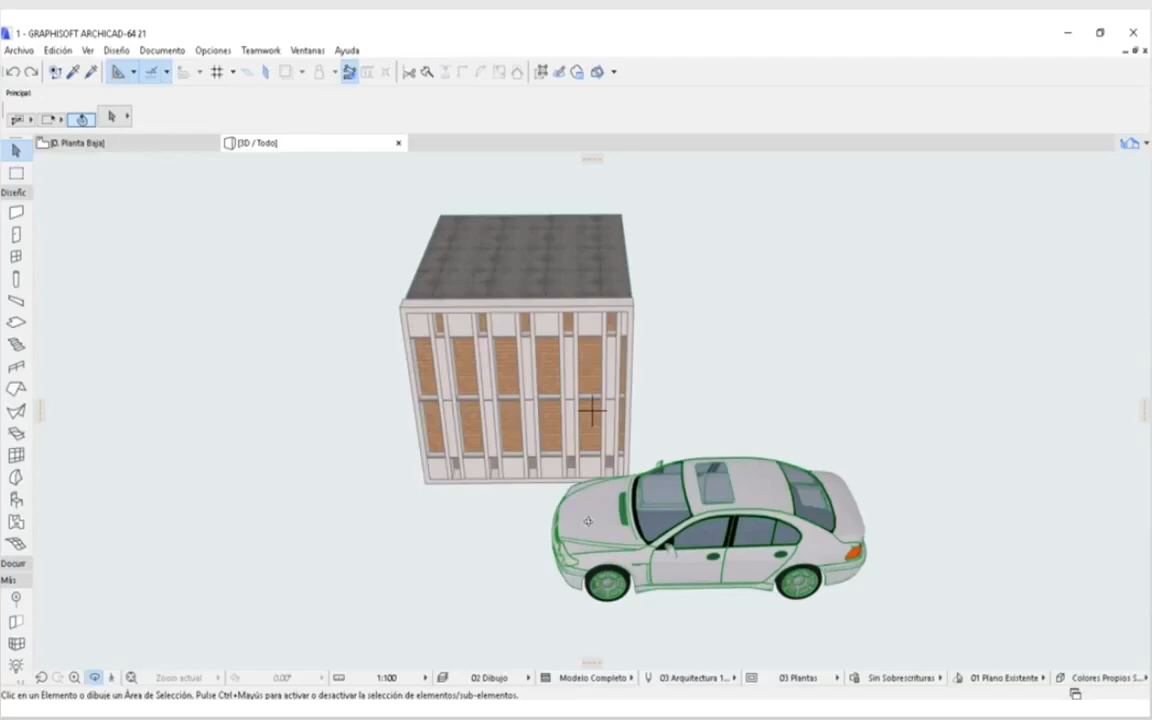 1 - GRAPHISOFT ARCHICAD-64 21
Archivo Edición Ver Diseño Documento Opciones Teamwork Ventanas Ayuda
Principal
[0. Planta Baja] [3D / Todo]
Diseñc
Docur
Más
Zoom actual 0.00° 1:100 02 Dibujo Modelo Completo 03 Arquitectura 1... 03 Plantas Sin Sobrescrituras 01 Plano Existente Colores Propios S...
Clic en un Elemento o dibuje un Área de Selección. Pulse Ctrl+Mayús para activar o desactivar la selección de elementos/sub-elementos.